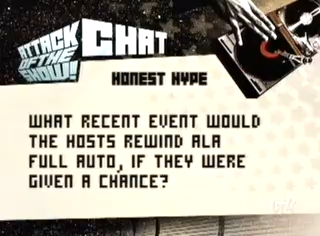 ATTACK
OF THE
SHOW!
CHAT
HONEST HYPE
WHAT RECENT EVENT WOULD
THE HOSTS REWIND ALA
FULL AUTO, IF THEY WERE
GIVEN A CHANCE?